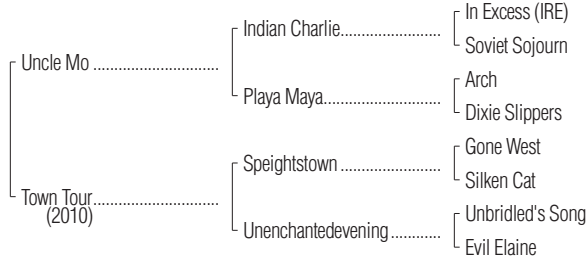 In Excess (IRE)
Indian Charlie
Soviet Sojourn
Uncle Mo
Arch
Playa Maya
Dixie Slippers
Gone West
Speightstown
Silken Cat
Town Tour
(2010)
Unbridled's Song
Unenchantedevening
Evil Elaine